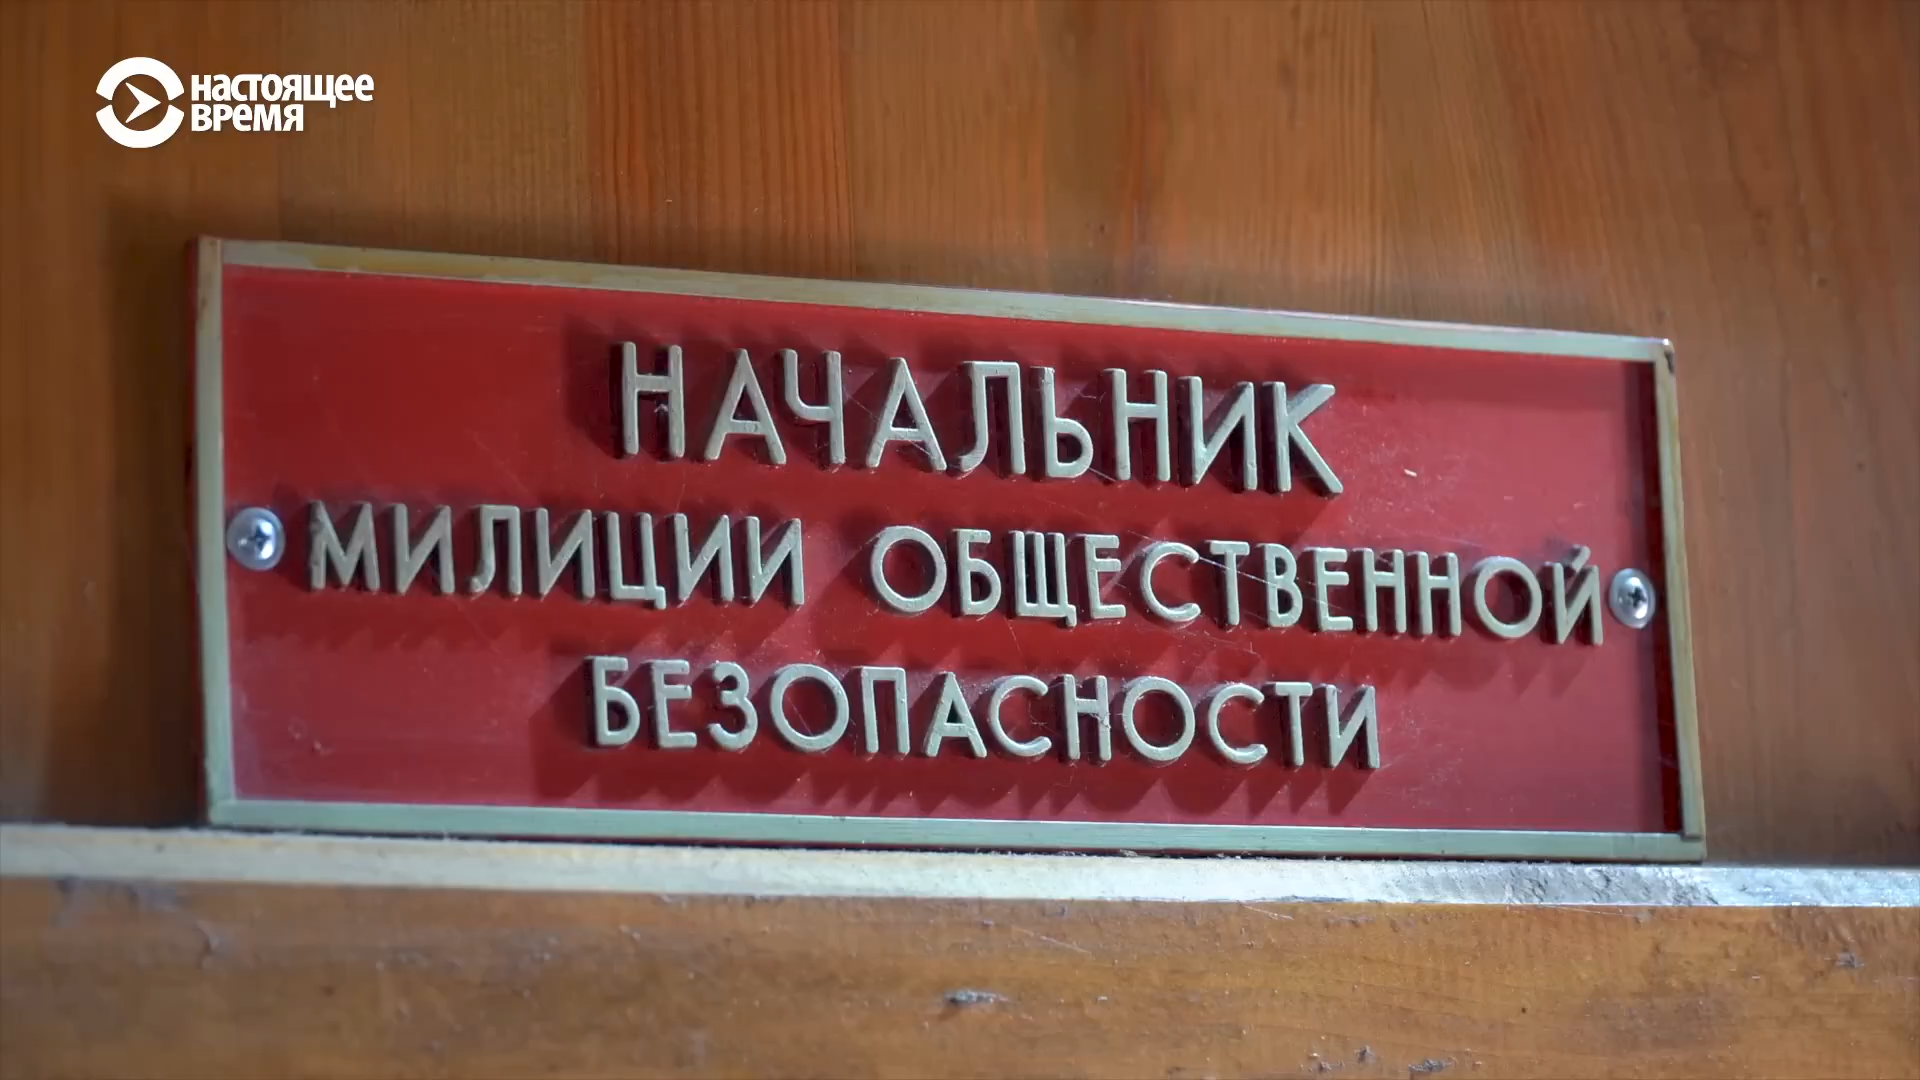 НАСТОЯЩЕЕ
ВРЕМЯ
НАЧАЛЬНИК
МИЛИЦИИ ОБЩЕСТВЕННОЙ
БЕЗОПАСНОСТИ